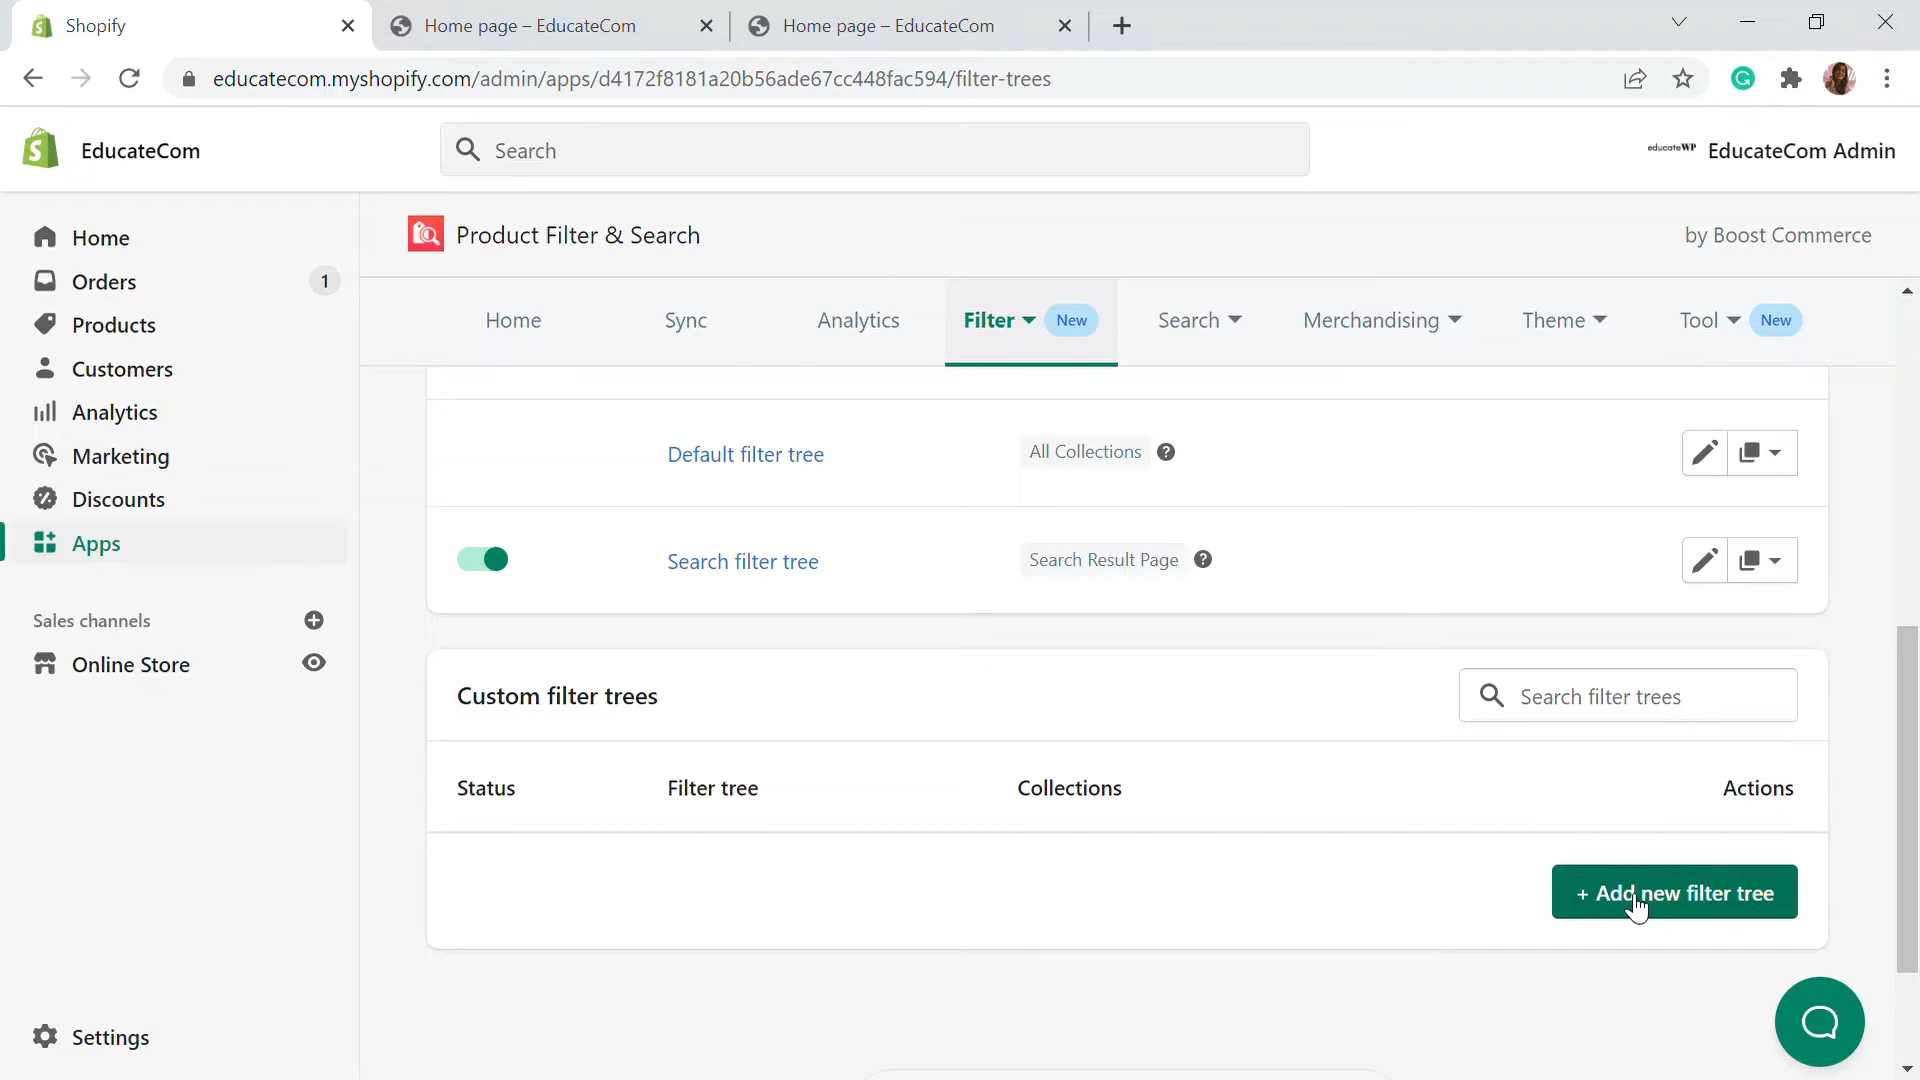 Shopify
Home page – EducateCom
Home page – EducateCom
educatecom.myshopify.com/admin/apps/d4172f8181a20b56ade67cc448fac594/filter-trees
EducateCom
Search
educateWP
EducateCom Admin
Home
Orders
1
Products
Customers
Analytics
Marketing
Discounts
Apps
Sales channels
Online Store
Settings
Product Filter & Search
by Boost Commerce
Home
Sync
Analytics
Filter
New
Search
Merchandising
Theme
Tool
New
Default filter tree
All Collections
Search filter tree
Search Result Page
Custom filter trees
Search filter trees
Status
Filter tree
Collections
Actions
+ Add new filter tree